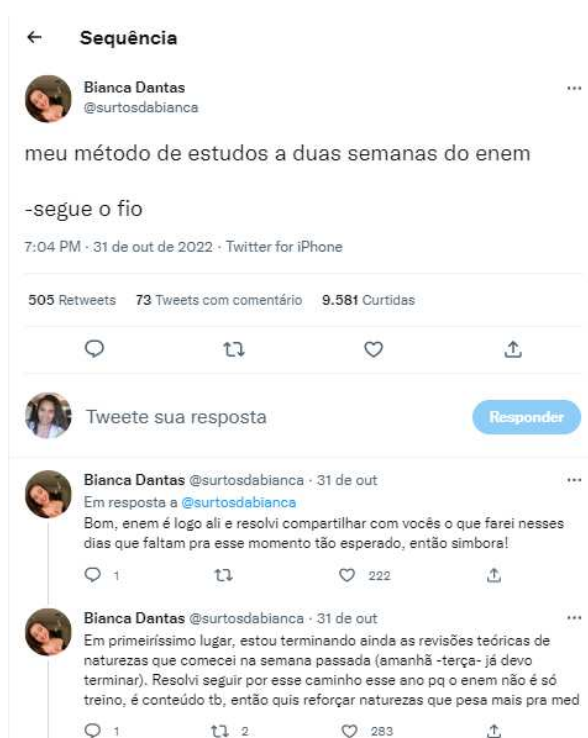 ← Sequência
Bianca Dantas
@surtosdabianca
meu método de estudos a duas semanas do enem
-segue o fio
7:04 PM · 31 de out de 2022 · Twitter for iPhone
505 Retweets 73 Tweets com comentário 9.581 Curtidas
Tweete sua resposta
Responder
Bianca Dantas @surtosdabianca · 31 de out
Em resposta a @surtosdabianca
Bom, enem é logo ali e resolvi compartilhar com vocês o que farei nesses
dias que faltam pra esse momento tão esperado, então simbora!
1 222
Bianca Dantas @surtosdabianca · 31 de out
Em primeiríssimo lugar, estou terminando ainda as revisões teóricas de
naturezas que comecei na semana passada (amanhã -terça- já devo
terminar). Resolvi seguir por esse caminho esse ano pq o enem não é só
treino, é conteúdo tb, então quis reforçar naturezas que pesa mais pra med
1 2 283